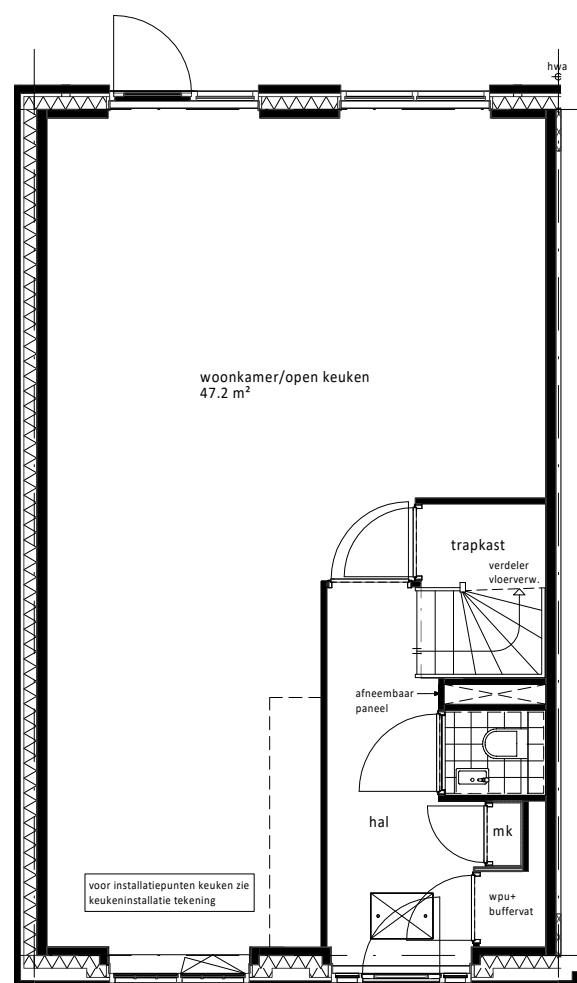 hwa
woonkamer/open keuken
47.2 m²
trapkast
verdeler
vloerverw.
afneembaar
paneel
hal
mk
voor installatiepunten keuken zie
keukeninstallatie tekening
wpu+
buffervat